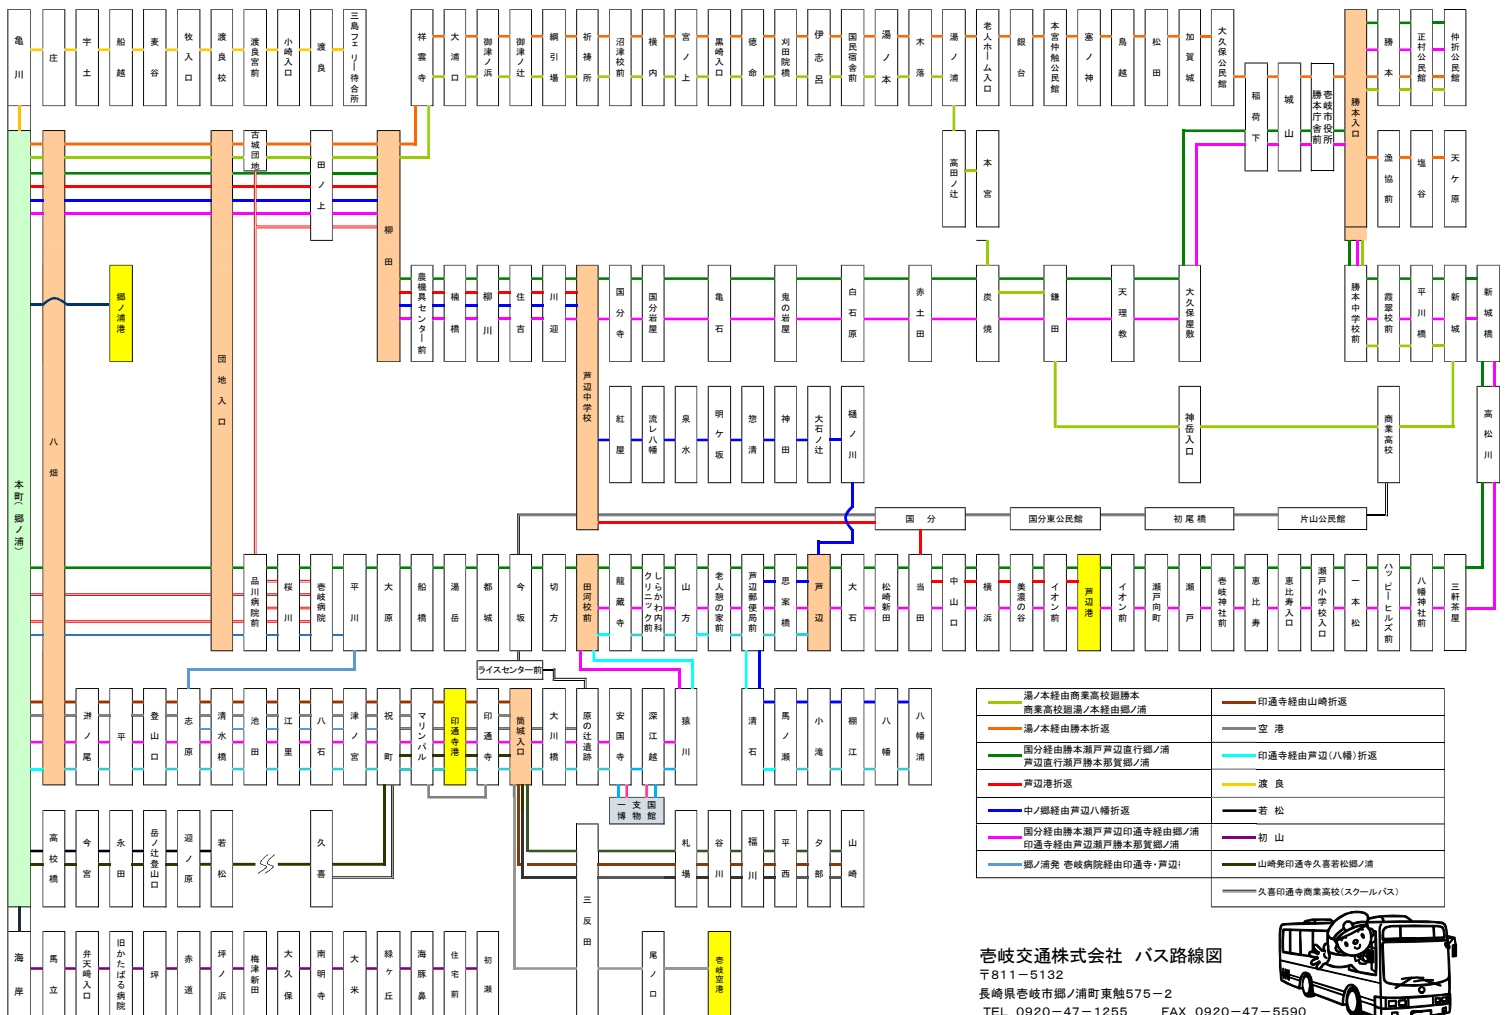 亀川
庄
宇土
船越
麦谷
牧入口
渡良校
渡良宮前
小崎入口
渡良
三島フェリー待合所
祥雲寺
大浦口
御津ノ浜
御津ノ辻
網引場
祈祷所
沼津校前
横内
宮ノ上
黒崎入口
徳命
刈田院橋
伊志呂
国民宿舎前
湯ノ本
木落
湯ノ浦
老人ホーム入口
銀台
本宮仲触公民館
塞ノ神
鳥越
松田
加賀城
大久保公民館
稲荷下
城山
壱岐市役所
勝本庁舎前
勝本入口
勝本
正村公民館
仲折公民館
古城団地
田ノ上
柳田
高田ノ辻
本宮
漁協前
塩谷
天ケ原
郷ノ浦港
農機具センター前
楠橋
柳川
住吉
川迎
芦辺中学校
国分寺
国分岩屋
亀石
鬼の岩屋
白石原
赤土田
炭焼
鎌田
天理教
大久保屋敷
勝本中学校前
霞翠校前
平川橋
新城
新城橋
団地入口
八畑
本町(郷ノ浦)
紅屋
流レ八幡
泉水
明ケ坂
惣清
神田
大石ノ辻
樋ノ川
神岳入口
商業高校
高松川
国分
国分東公民館
初尾橋
片山公民館
品川病院前
桜川
壱岐病院
平川
大原
船橋
湯岳
都城
今坂
切方
田河校前
龍蔵寺
しらかわ内科
クリニック前
山方
老人憩の家前
芦辺郵便局前
思案橋
芦辺
大石
松崎新田
当田
中山口
横浜
美濃の谷
イオン前
芦辺港
イオン前
瀬戸向町
瀬戸
壱岐神社前
恵比寿
恵比寿入口
瀬戸小学校入口
一本松
ハッピーヒルズ前
八幡神社前
三軒茶屋
ライスセンター前
瀬ノ尾
平
登山口
志原
清水橋
池田
江里
八石
津ノ宮
祝町
マリンパル
印通寺港
印通寺
筒城入口
大川橋
原の辻遺跡
安国寺
深江越
猿川
清石
馬ノ瀬
小滝
棚江
八幡
八幡浦
一支国
博物館
高校橋
今宮
永田
岳ノ辻登山口
迎ノ原
若松
久喜
三反田
札場
谷川
福川
平西
夕部
山崎
海岸
馬立
弁天崎入口
旧かたばる病院
坪
赤道
坪ノ浜
梅津新田
大久保
南明寺
大米
緑ヶ丘
海豚鼻
住宅前
初瀬
尾ノ口
壱岐空港
湯ノ本経由商業高校廻勝本
商業高校廻湯ノ本経由郷ノ浦
湯ノ本経由勝本折返
国分経由勝本瀬戸芦辺直行郷ノ浦
芦辺直行瀬戸勝本那賀郷ノ浦
芦辺港折返
中ノ郷経由芦辺八幡折返
国分経由勝本瀬戸芦辺印通寺経由郷ノ浦
印通寺経由芦辺瀬戸勝本那賀郷ノ浦
郷ノ浦発 壱岐病院経由印通寺・芦辺
印通寺経由山崎折返
空港
印通寺経由芦辺(八幡)折返
渡良
若松
初山
山崎発印通寺久喜若松郷ノ浦
久喜印通寺商業高校(スクールバス)
壱岐交通株式会社 バス路線図
〒811-5132
長崎県壱岐市郷ノ浦町東触575-2
TEL 0920-47-1255 FAX 0920-47-5590